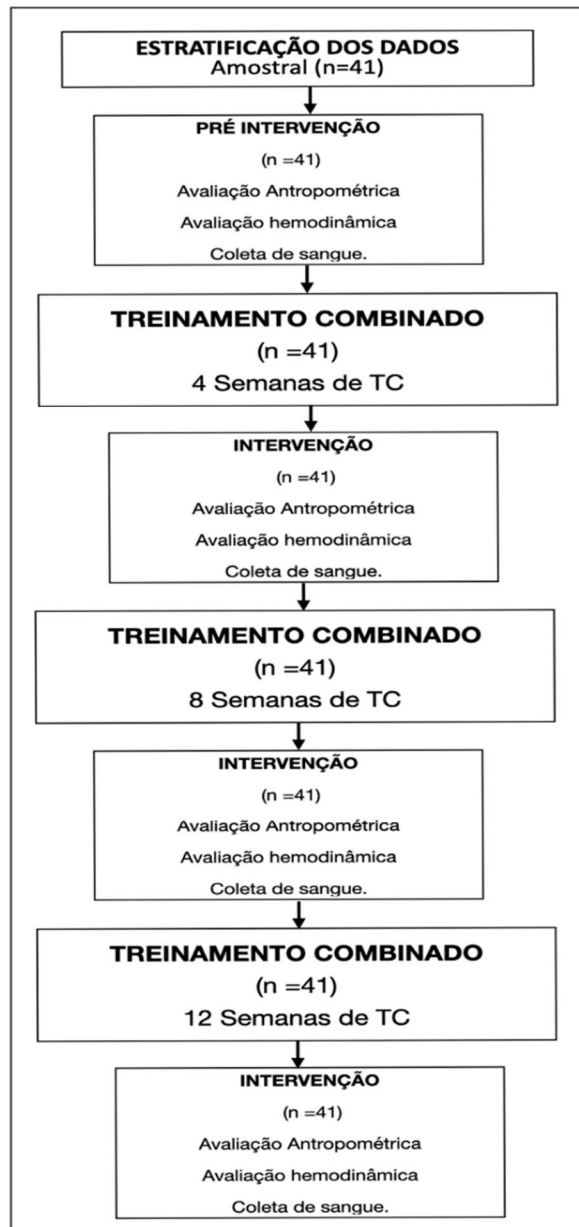 ESTRATIFICAÇÃO DOS DADOS
Amostral (n=41)
PRÉ INTERVENÇÃO
(n =41)
Avaliação Antropométrica
Avaliação hemodinâmica
Coleta de sangue.
TREINAMENTO COMBINADO
(n =41)
4 Semanas de TC
INTERVENÇÃO
(n =41)
Avaliação Antropométrica
Avaliação hemodinâmica
Coleta de sangue.
TREINAMENTO COMBINADO
(n =41)
8 Semanas de TC
INTERVENÇÃO
(n =41)
Avaliação Antropométrica
Avaliação hemodinâmica
Coleta de sangue.
TREINAMENTO COMBINADO
(n =41)
12 Semanas de TC
INTERVENÇÃO
(n =41)
Avaliação Antropométrica
Avaliação hemodinâmica
Coleta de sangue.